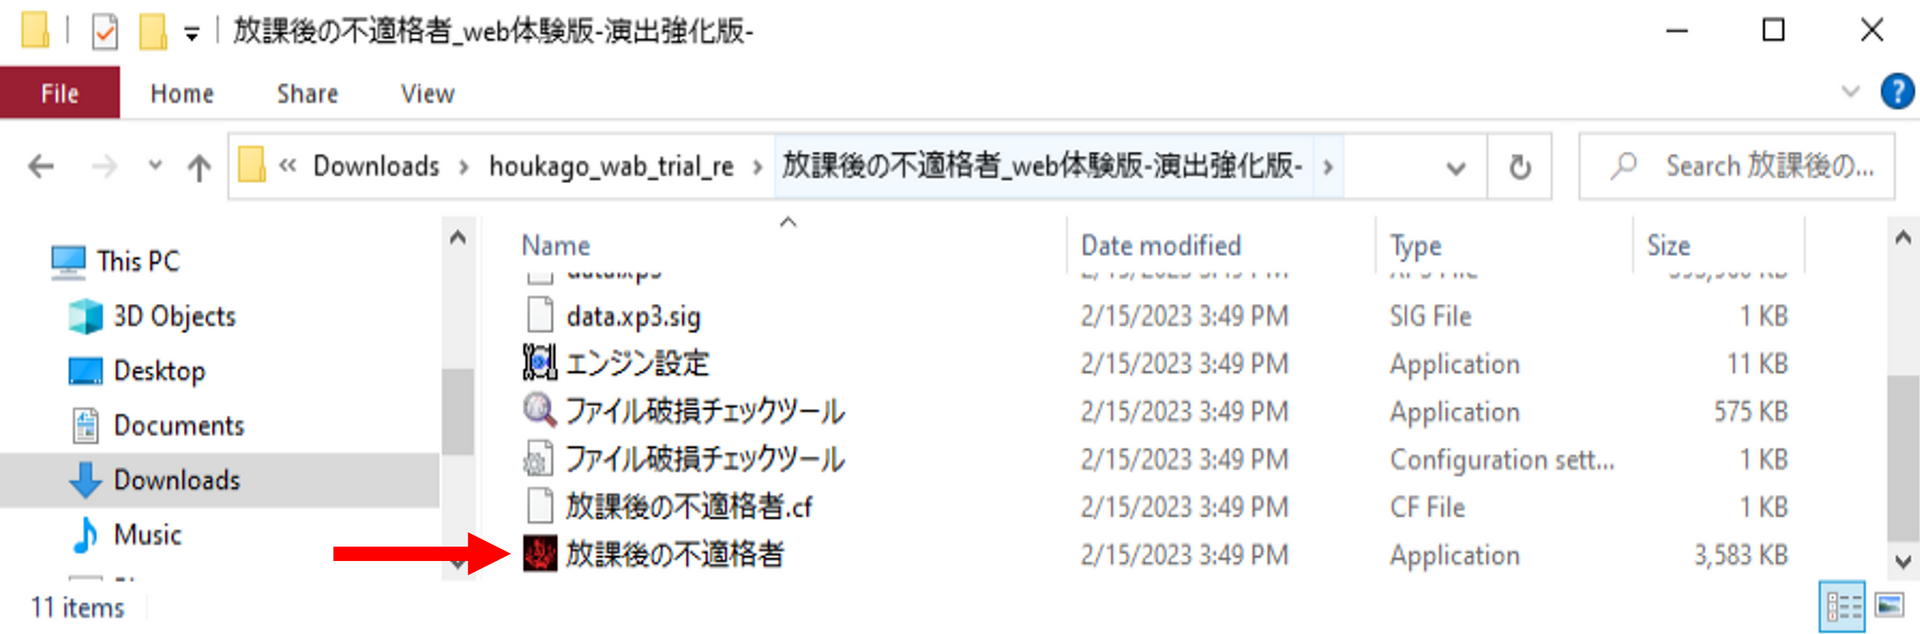 放課後の不適格者_web体験版-演出強化版-
File Home Share View
« Downloads > houkago_wab_trial_re > 放課後の不適格者_web体験版-演出強化版- >
Search 放課後の...
This PC
3D Objects
Desktop
Documents
Downloads
Music
Name Date modified Type Size
data.xp3.sig 2/15/2023 3:49 PM SIG File 1 KB
エンジン設定 2/15/2023 3:49 PM Application 11 KB
ファイル破損チェックツール 2/15/2023 3:49 PM Application 575 KB
ファイル破損チェックツール 2/15/2023 3:49 PM Configuration sett... 1 KB
放課後の不適格者.cf 2/15/2023 3:49 PM CF File 1 KB
放課後の不適格者 2/15/2023 3:49 PM Application 3,583 KB
11 items